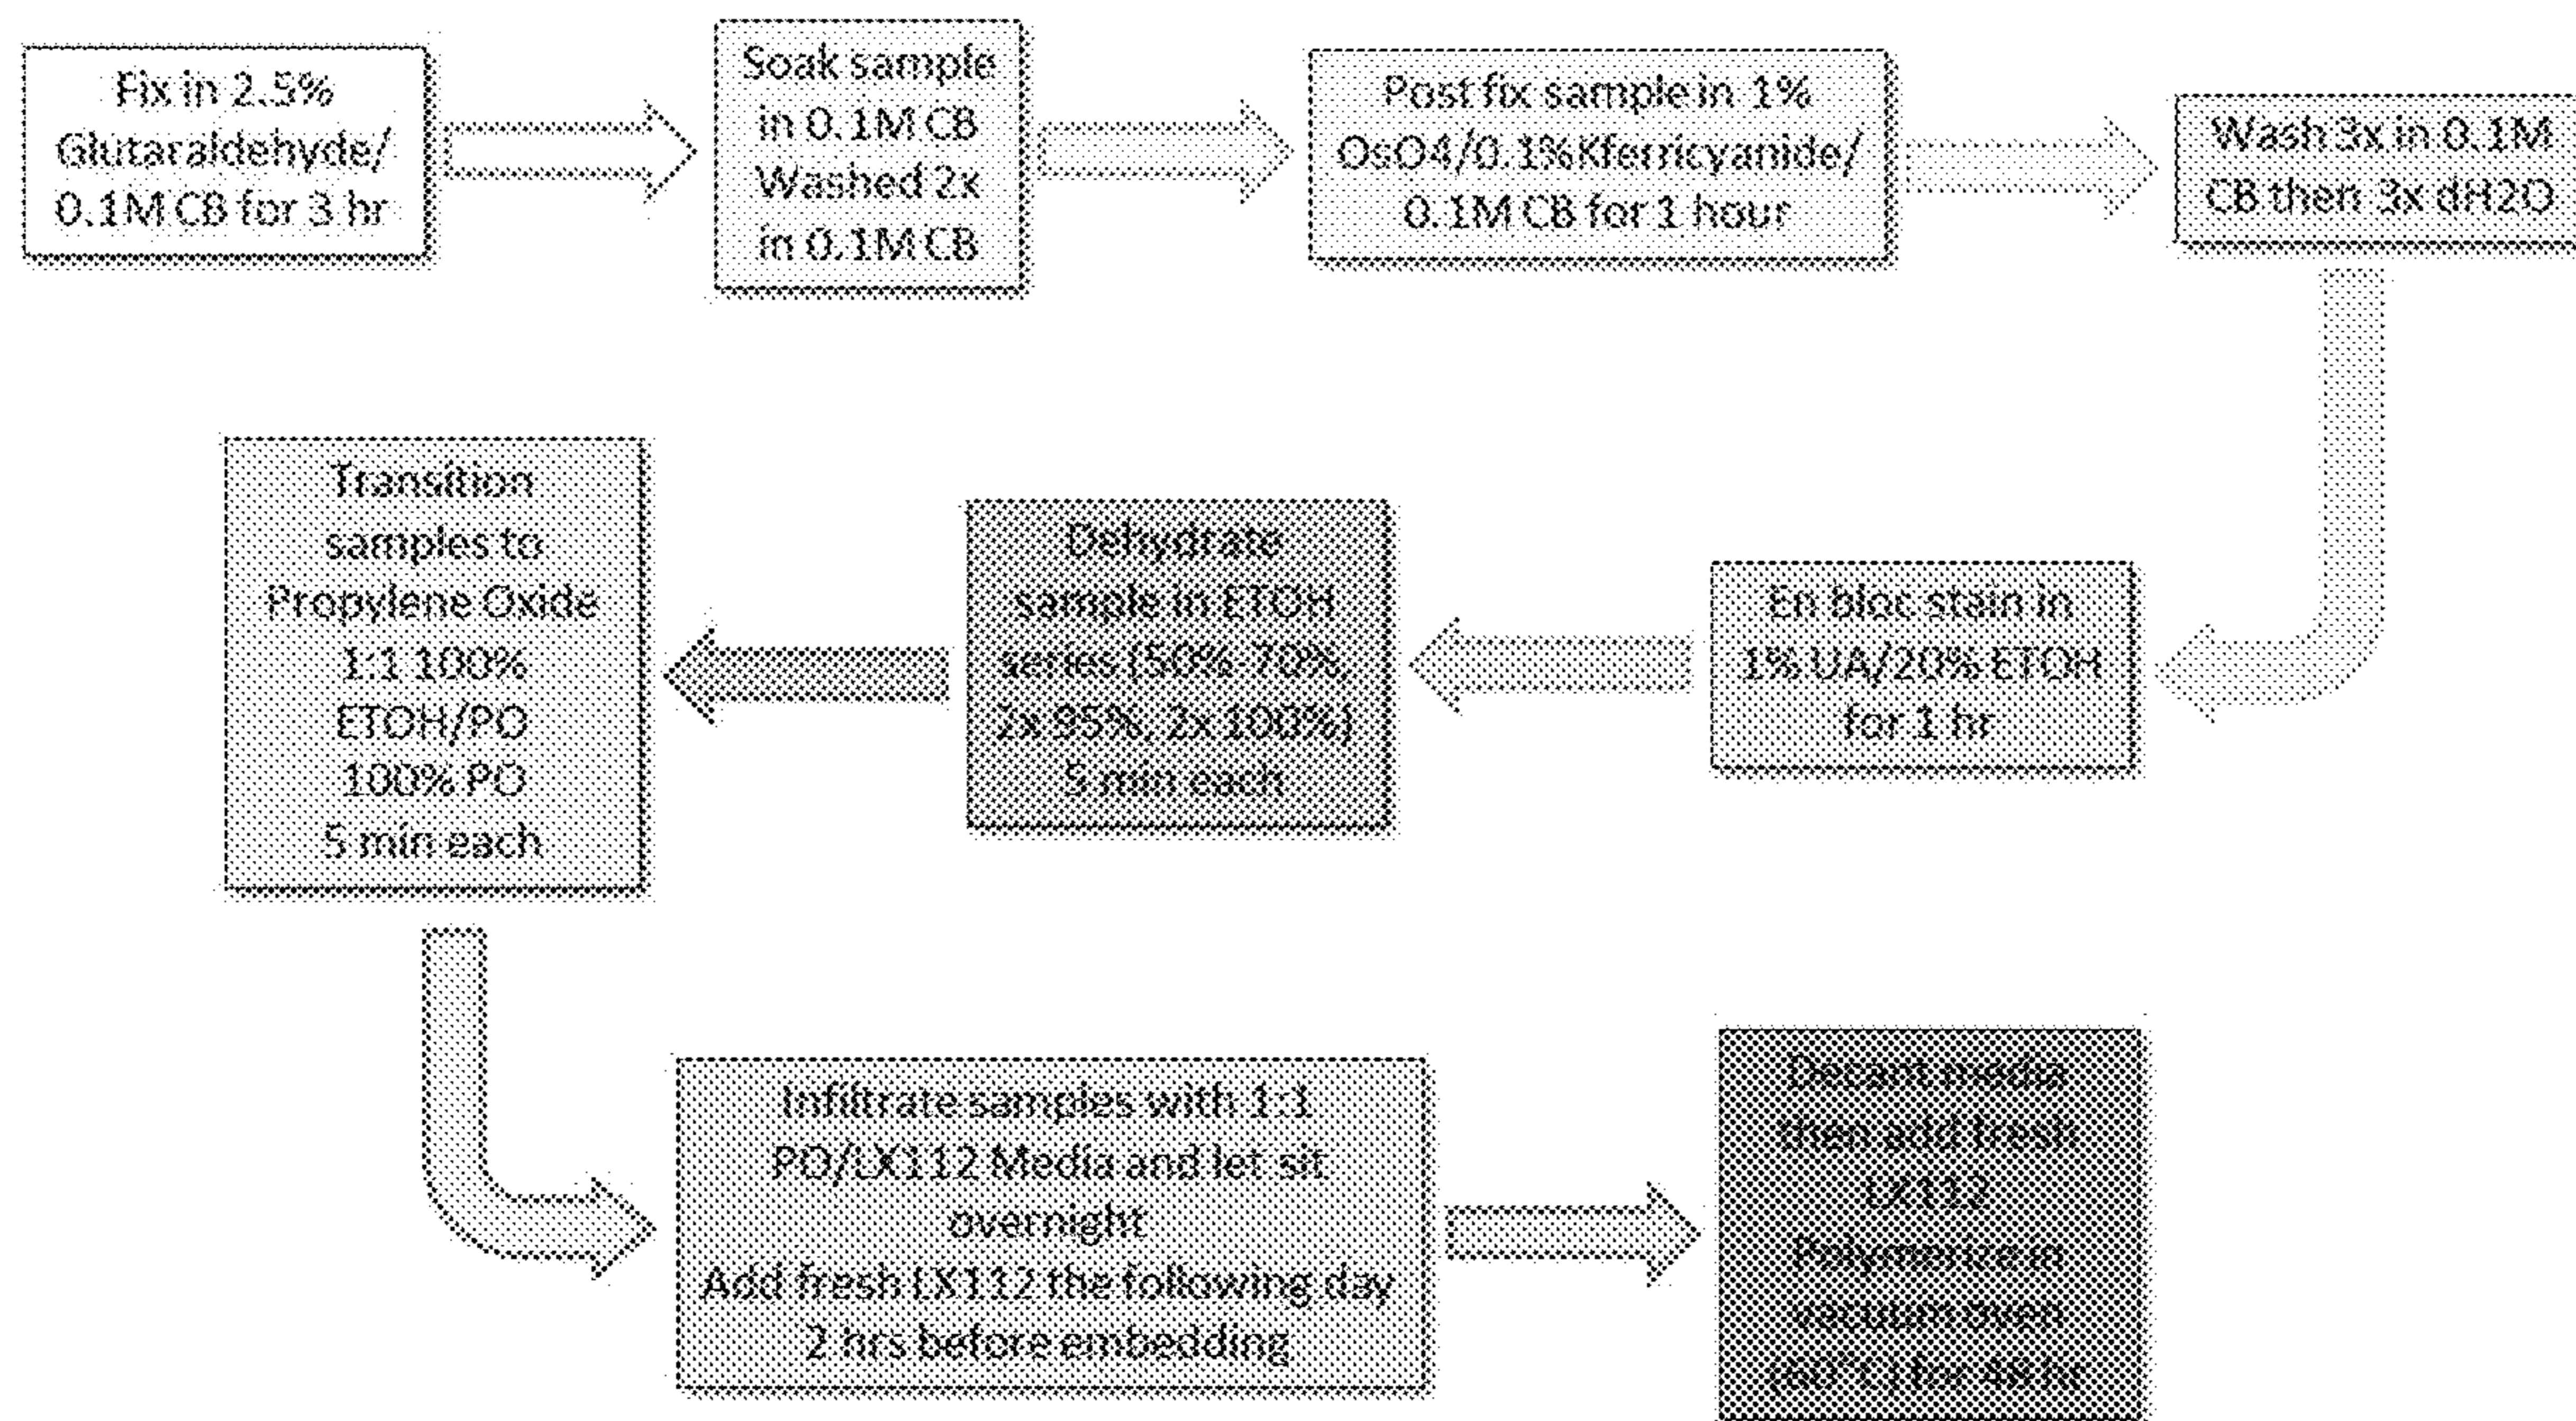 Fix in 2.5%
Glutaraldehyde/
0.1M CB for 3 hr
Soak sample
in 0.1M CB
Washed 2x
in 0.1M CB
Post fix sample in 1%
OsO4/0.1%Kferricyanide/
0.1M CB for 1 hour
Wash 3x in 0.1M
CB then 3x dH2O
En bloc stain in
1% UA/20% ETOH
for 1 hr
Dehydrate
sample in ETOH
series (50% 70%
2x 95% 2x 100%)
5 min each
Transition
samples to
Propylene Oxide
1:1 100%
ETOH/PO
100% PO
5 min each
Infiltrate samples with 1:1
PO/LX112 Media and let sit
overnight
Add fresh LX112 the following day
2 hrs before embedding
Decant media
then add fresh
LX112
Polymerize in
vacuum oven
(60°C) for 48 hr